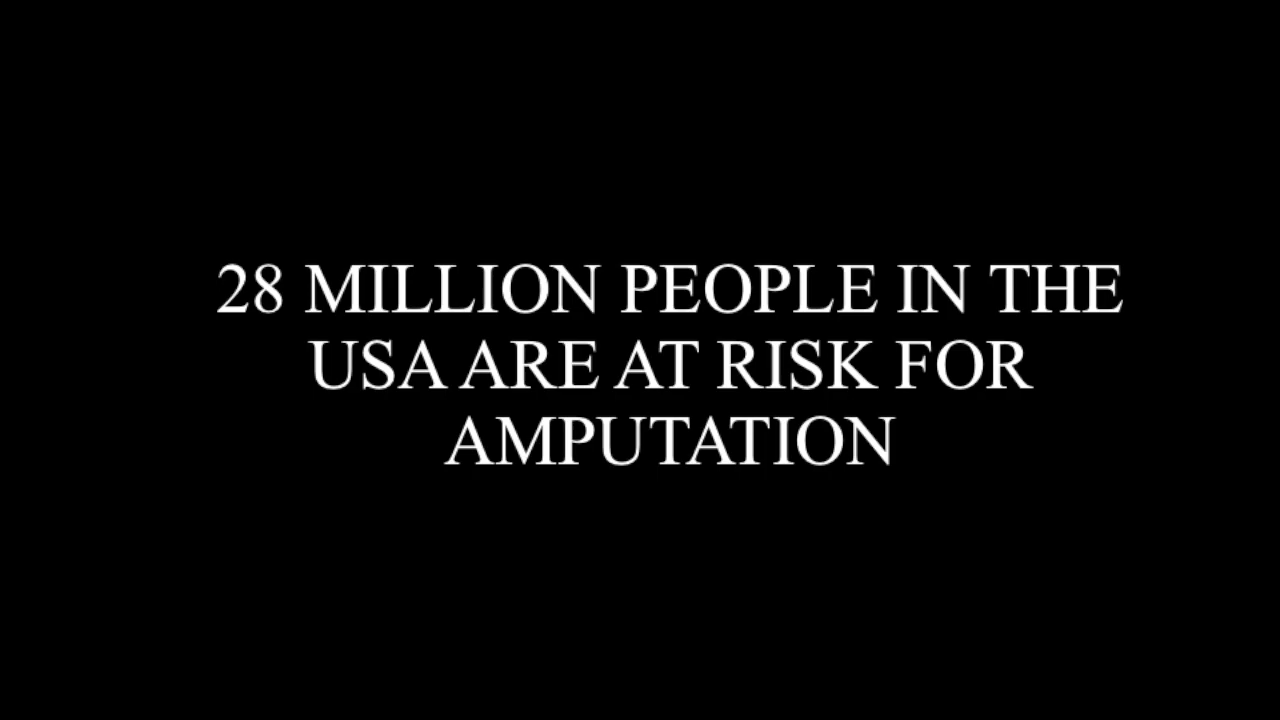 28 MILLION PEOPLE IN THE
USA ARE AT RISK FOR
AMPUTATION